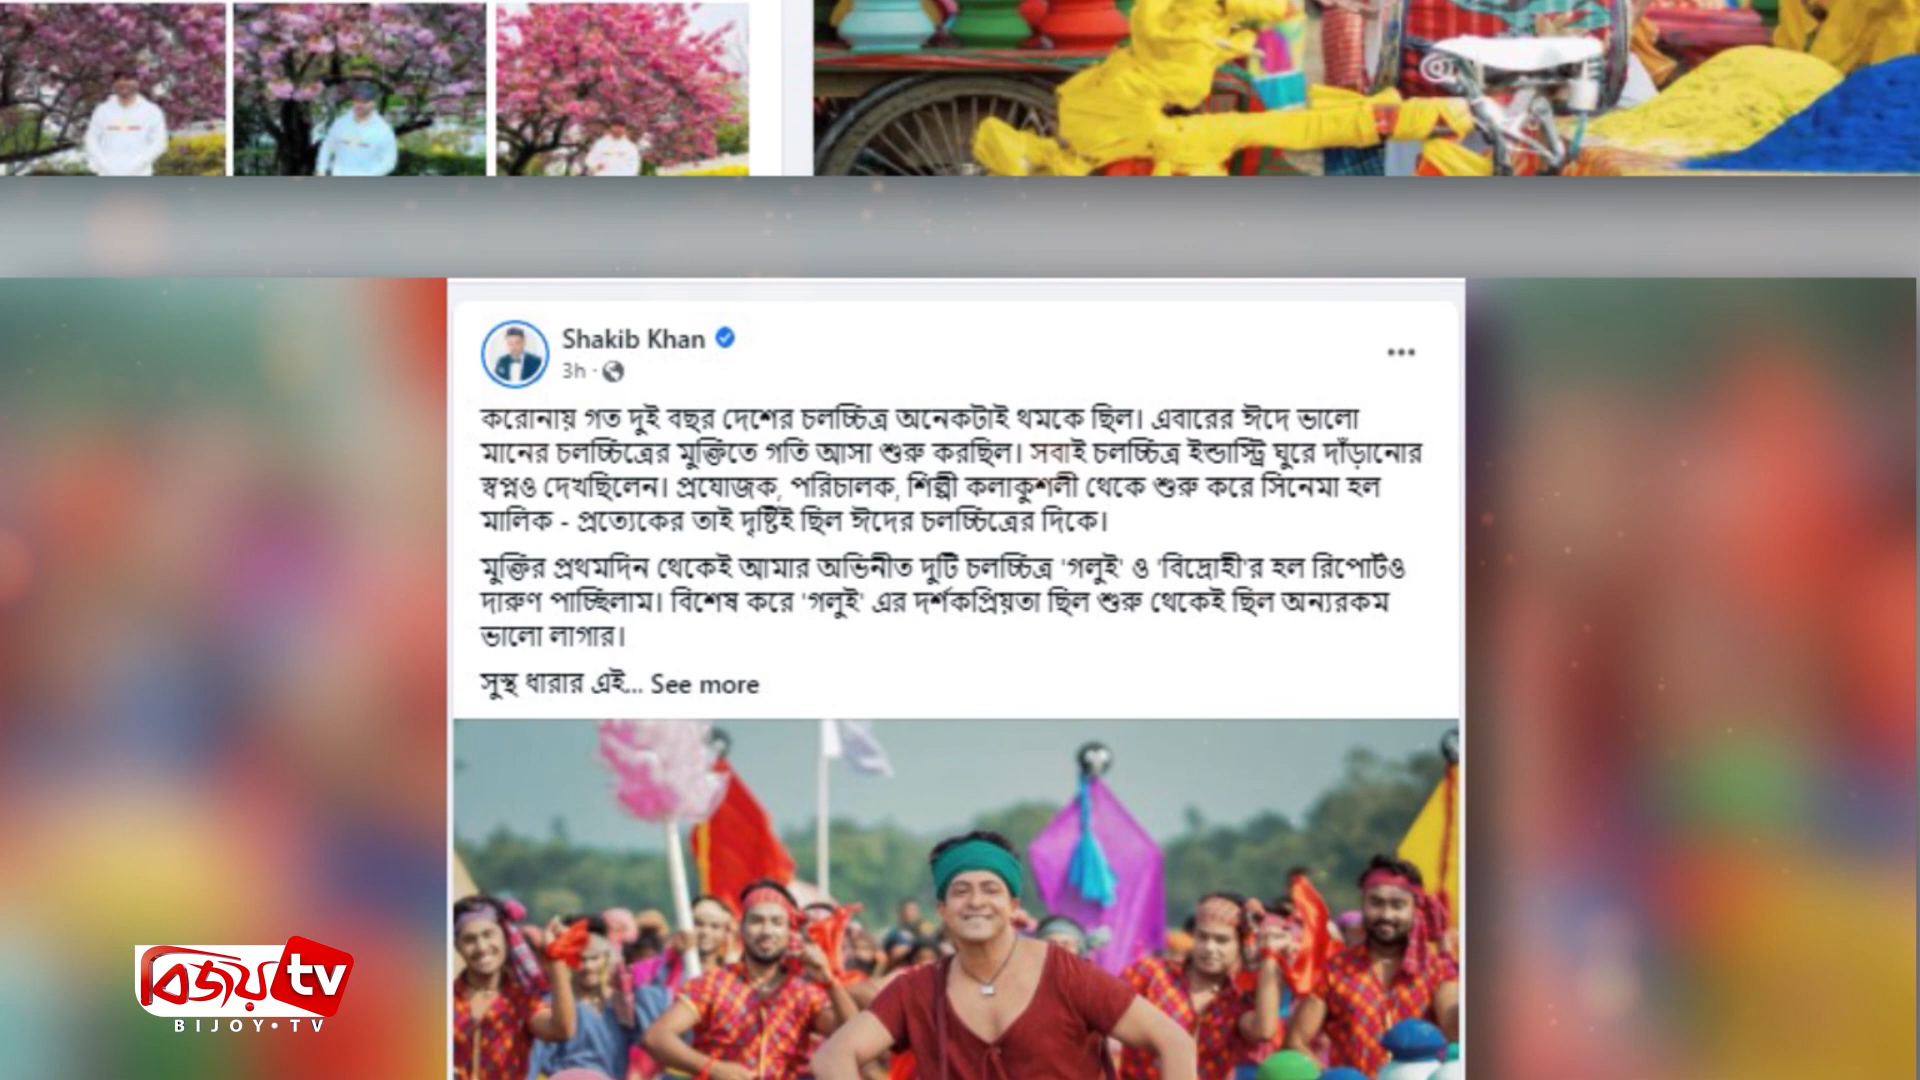 Shakib Khan
3h ·
করোনায় গত দুই বছর দেশের চলচ্চিত্র অনেকটাই থমকে ছিল। এবারের ঈদে ভালো
মানের চলচ্চিত্রের মুক্তিতে গতি আসা শুরু করছিল। সবাই চলচ্চিত্র ইন্ডাস্ট্রি ঘুরে দাঁড়ানোর
স্বপ্নও দেখছিলেন। প্রযোজক, পরিচালক, শিল্পী কলাকুশলী থেকে শুরু করে সিনেমা হল
মালিক - প্রত্যেকের তাই দৃষ্টিই ছিল ঈদের চলচ্চিত্রের দিকে।
মুক্তির প্রথমদিন থেকেই আমার অভিনীত দুটি চলচ্চিত্র 'গলুই' ও 'বিদ্রোহী'র হল রিপোর্টও
দারুণ পাচ্ছিলাম। বিশেষ করে 'গলুই' এর দর্শকপ্রিয়তা ছিল শুরু থেকেই ছিল অন্যরকম
ভালো লাগার।
সুস্থ ধারার এই... See more
বিজয় tv
BIJOY•TV